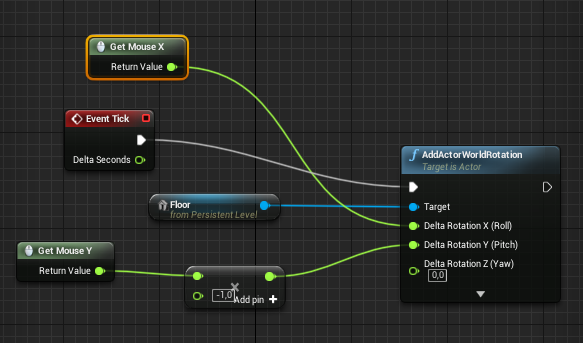 Get Mouse X
Return Value
Event Tick
Delta Seconds
Floor
from Persistent Level
Get Mouse Y
Return Value
-1,0
Add pin
AddActorWorldRotation
Target is Actor
Target
Delta Rotation X (Roll)
Delta Rotation Y (Pitch)
Delta Rotation Z (Yaw)
0,0